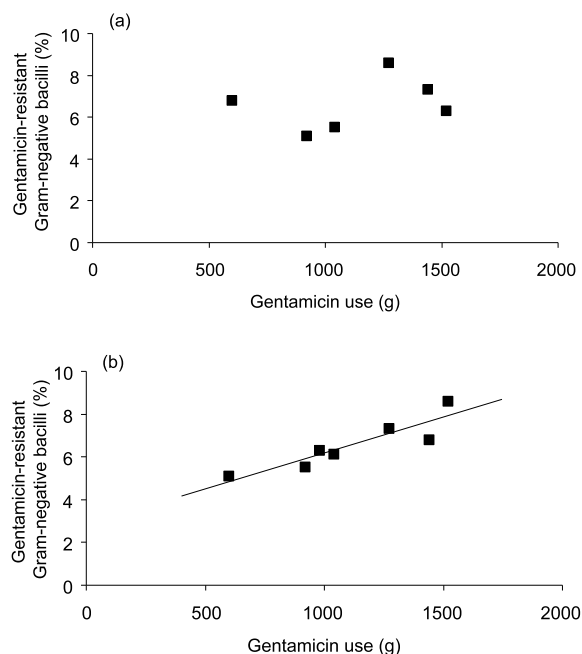 (a)
Gentamicin-resistant
Gram-negative bacilli (%)
10
8
6
4
2
0
0 500 1000 1500 2000
Gentamicin use (g)
(b)
Gentamicin-resistant
Gram-negative bacilli (%)
10
8
6
4
2
0
0 500 1000 1500 2000
Gentamicin use (g)